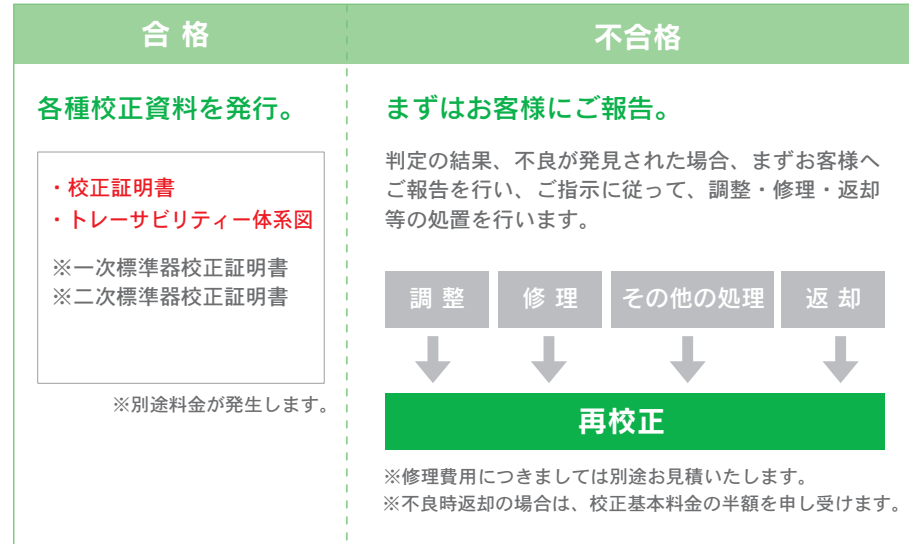 合格
各種校正資料を発行。
・校正証明書
・トレーサビリティー体系図
※一次標準器校正証明書
※二次標準器校正証明書
※別途料金が発生します。
不合格
まずはお客様にご報告。
判定の結果、不良が発見された場合、まずお客様へ
ご報告を行い、ご指示に従って、調整・修理・返却
等の処置を行います。
調整
修理
その他の処理
返却
再校正
※修理費用につきましては別途お見積いたします。
※不良時返却の場合は、校正基本料金の半額を申し受けます。